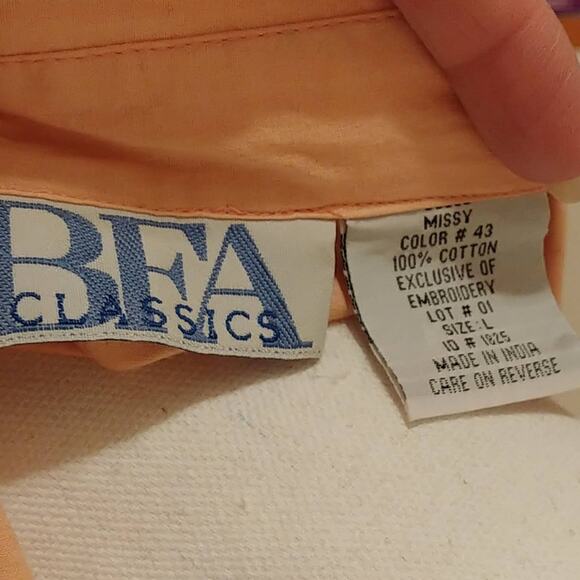 BFA
CLASSICS
MISSY
COLOR # 43
100% COTTON
EXCLUSIVE OF
EMBROIDERY
LOT # 01
SIZE: L
ID # 1825
MADE IN INDIA
CARE ON REVERSE